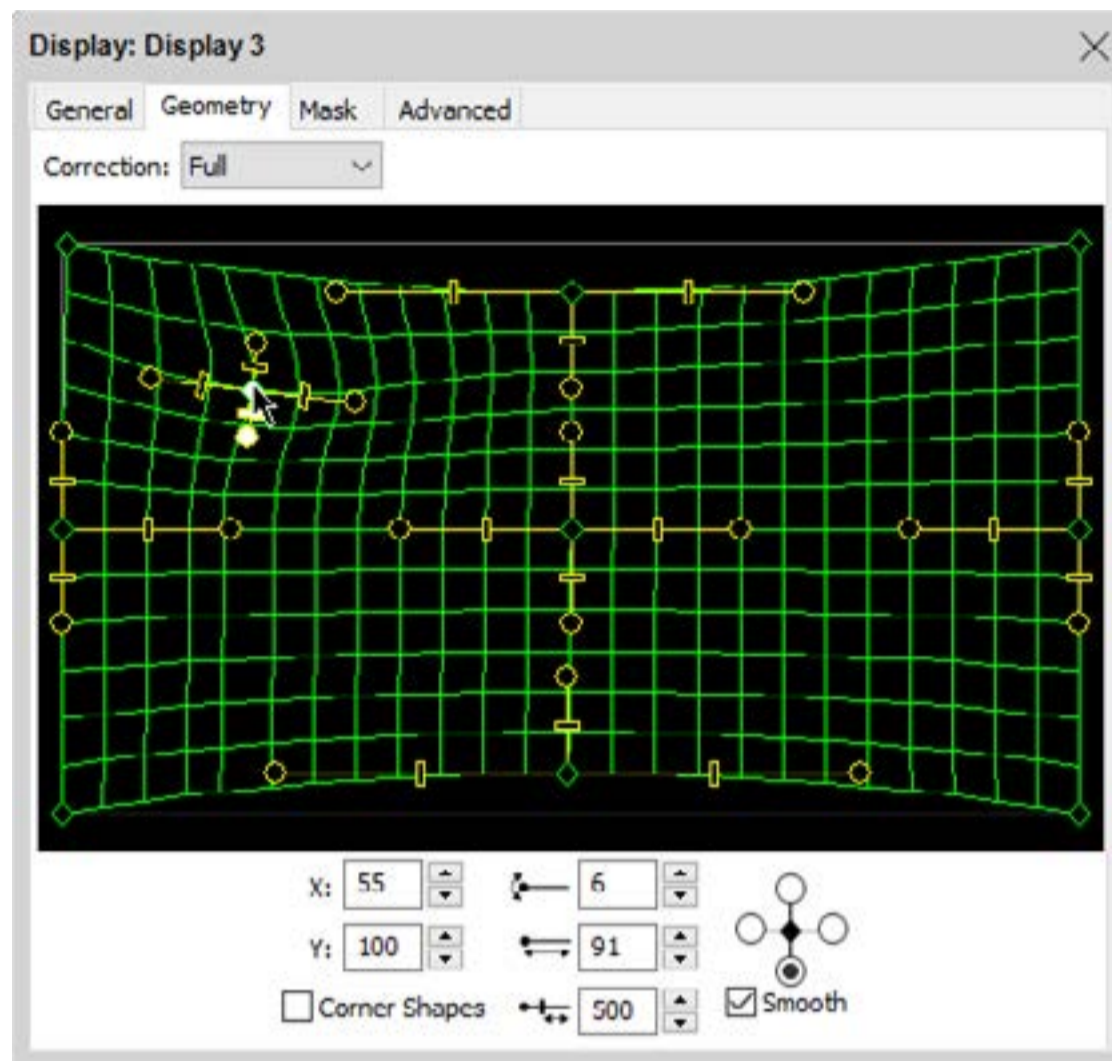 Display: Display 3
General Geometry Mask Advanced
Correction: Full
X: 55 6
Y: 100 91
Corner Shapes 500 Smooth